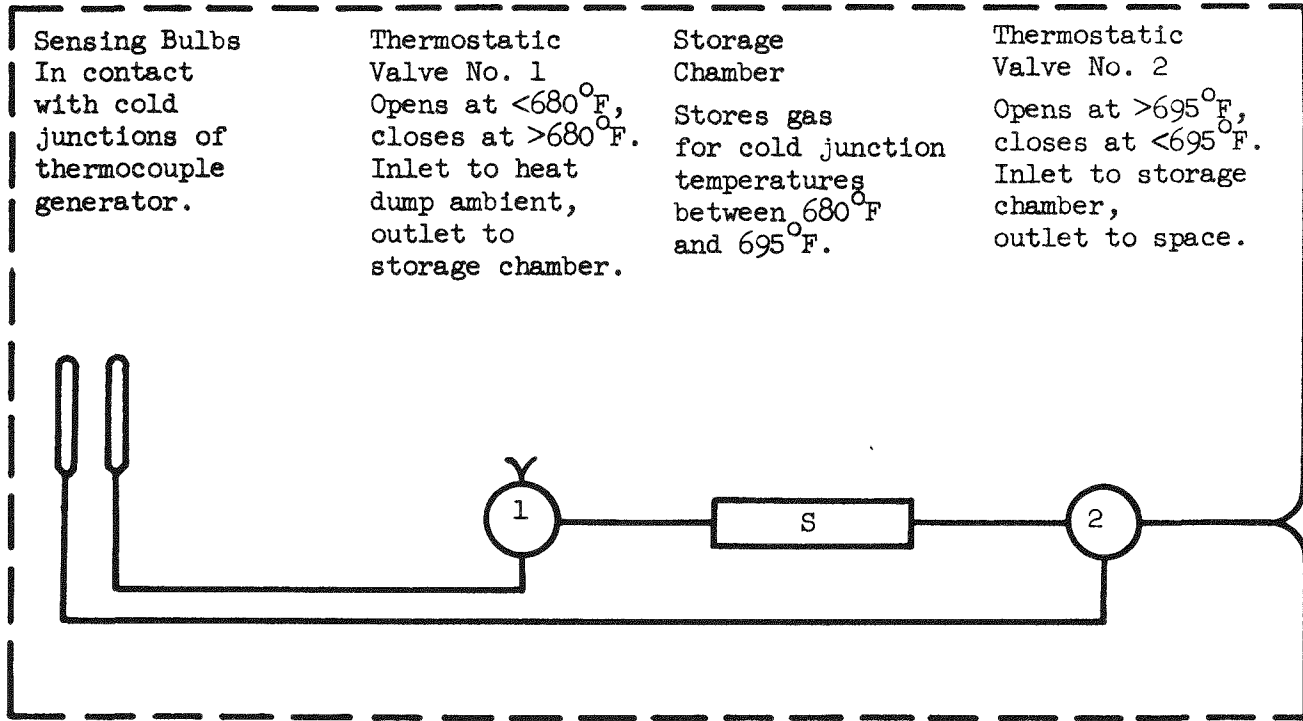 Sensing Bulbs
In contact
with cold
junctions of
thermocouple
generator.
Thermostatic
Valve No. 1
Opens at <680°F,
closes at >680°F.
Inlet to heat
dump ambient,
outlet to
storage chamber.
Storage
Chamber
Stores gas
for cold junction
temperatures
between 680°F
and 695°F.
Thermostatic
Valve No. 2
Opens at >695°F,
closes at <695°F.
Inlet to storage
chamber,
outlet to space.
1
S
2